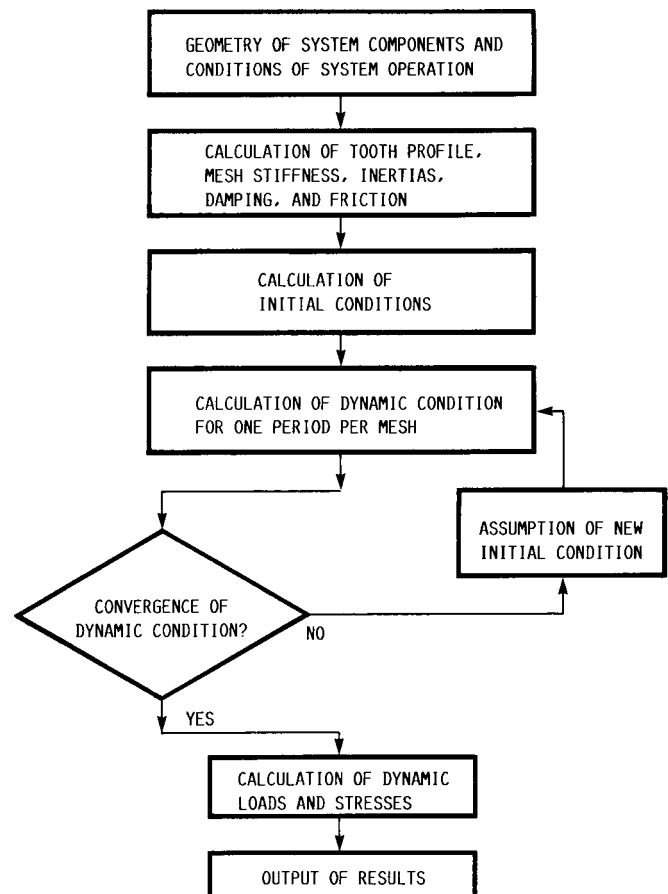 GEOMETRY OF SYSTEM COMPONENTS AND
CONDITIONS OF SYSTEM OPERATION
CALCULATION OF TOOTH PROFILE,
MESH STIFFNESS, INERTIAS,
DAMPING, AND FRICTION
CALCULATION OF
INITIAL CONDITIONS
CALCULATION OF DYNAMIC CONDITION
FOR ONE PERIOD PER MESH
ASSUMPTION OF NEW
INITIAL CONDITION
CONVERGENCE OF
DYNAMIC CONDITION?
NO
YES
CALCULATION OF DYNAMIC
LOADS AND STRESSES
OUTPUT OF RESULTS